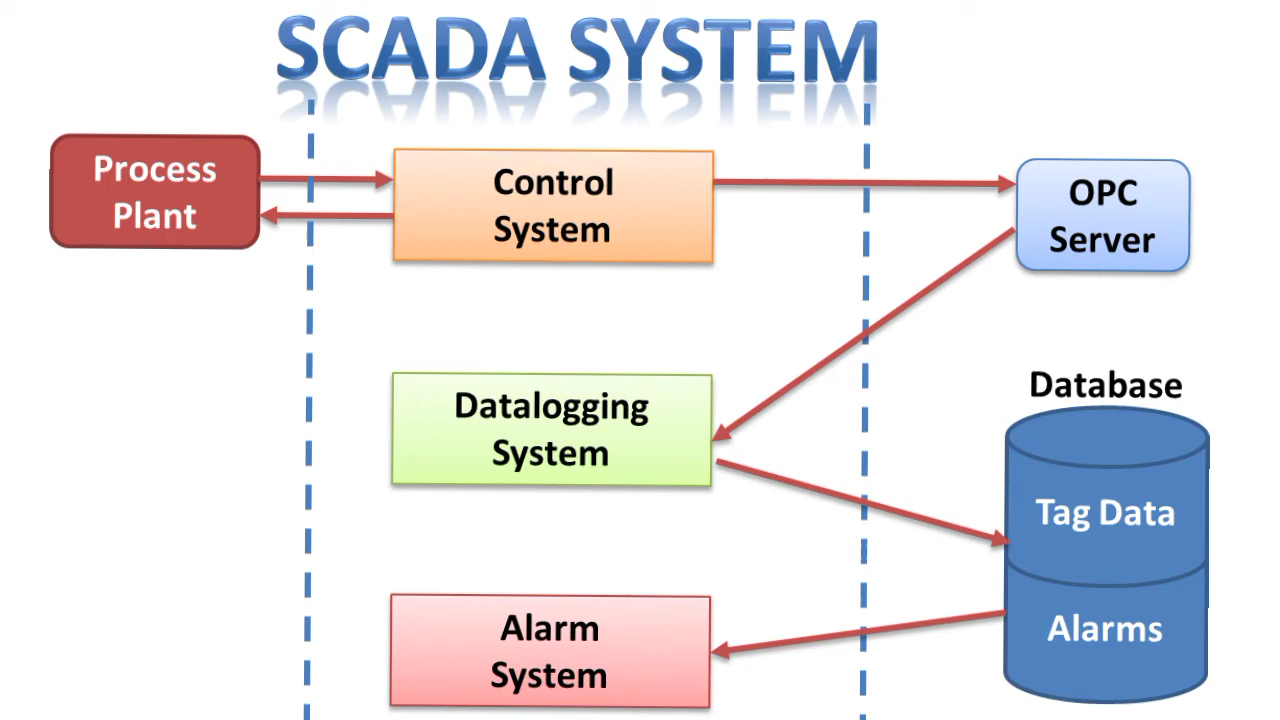 SCADA SYSTEM
Process
Plant
Control
System
OPC
Server
Datalogging
System
Database
Tag Data
Alarms
Alarm
System